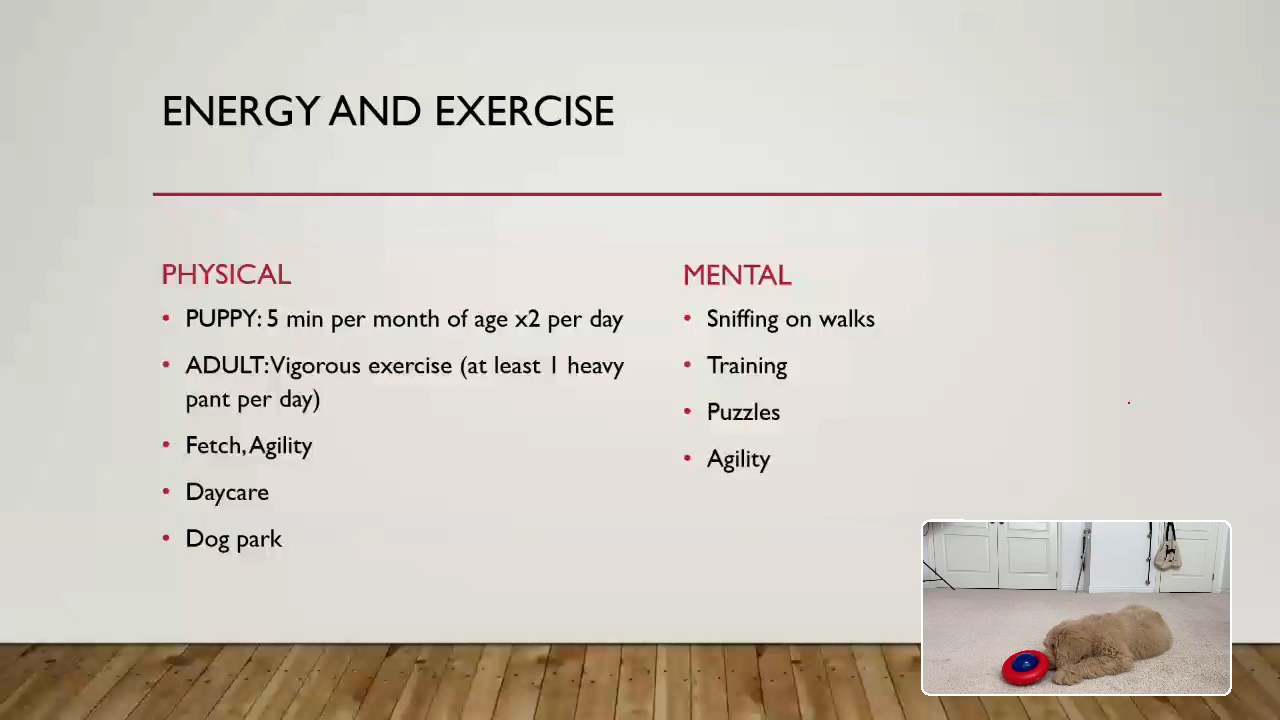 ENERGY AND EXERCISE
PHYSICAL
• PUPPY: 5 min per month of age x2 per day
• ADULT: Vigorous exercise (at least 1 heavy
pant per day)
• Fetch, Agility
• Daycare
• Dog park
MENTAL
• Sniffing on walks
• Training
• Puzzles
• Agility